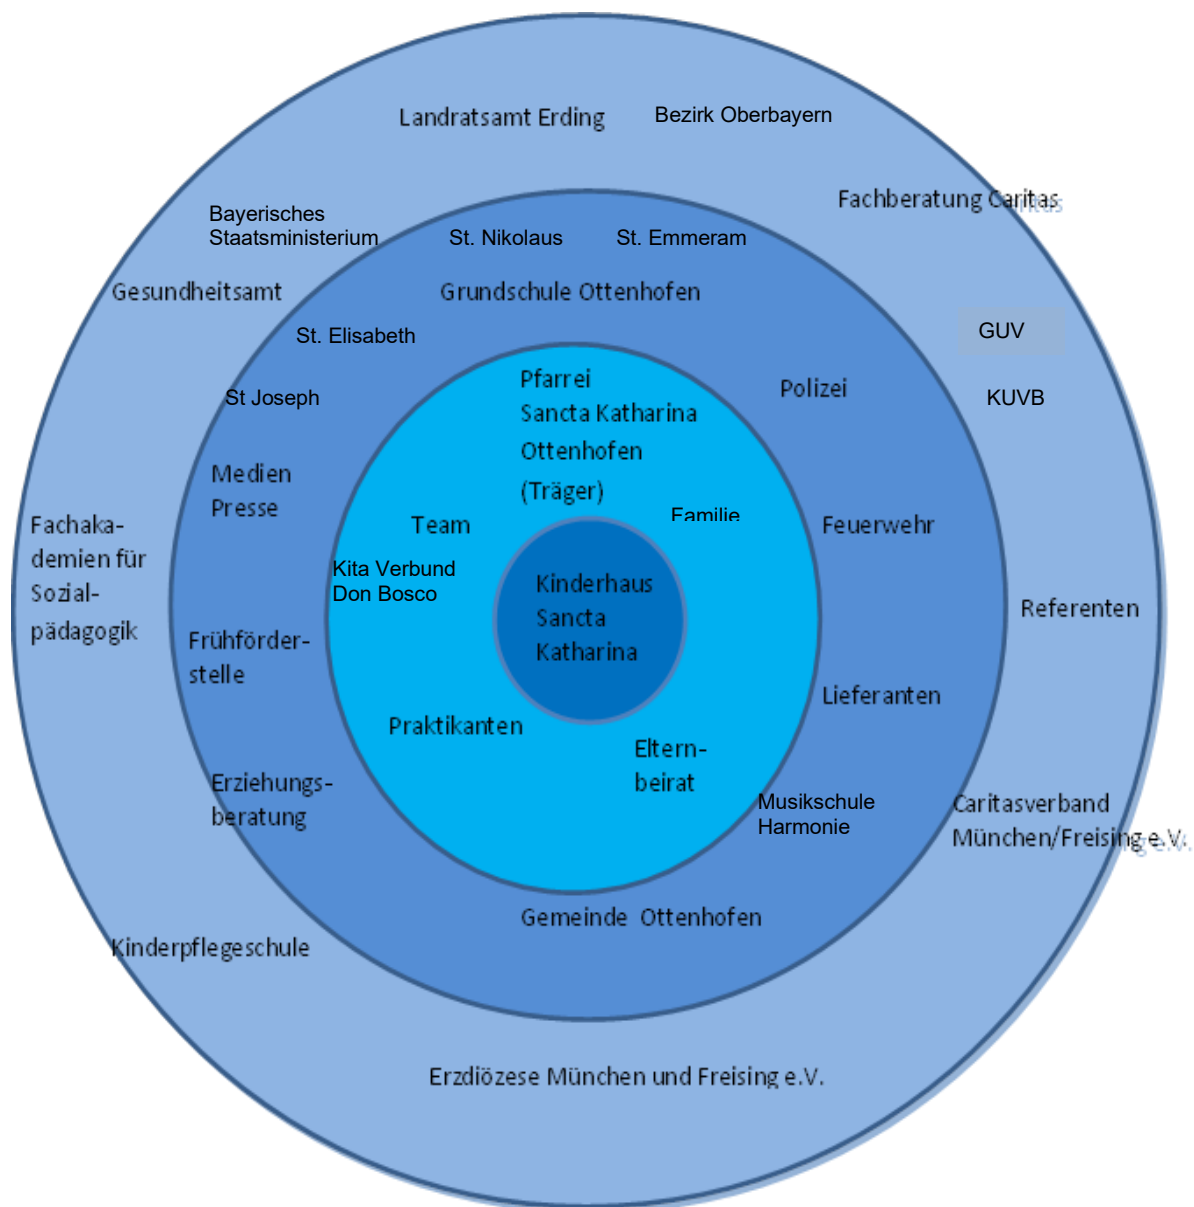 Landratsamt Erding
Bezirk Oberbayern
Fachberatung Caritas
Bayerisches
Staatsministerium
St. Nikolaus
St. Emmeram
Gesundheitsamt
Grundschule Ottenhofen
St. Elisabeth
GUV
St Joseph
Polizei
KUVB
Pfarrei
Sancta Katharina
Ottenhofen
(Träger)
Medien
Presse
Familie
Team
Feuerwehr
Fachaka-
demien für
Sozial-
pädagogik
Kita Verbund
Don Bosco
Kinderhaus
Sancta
Katharina
Referenten
Frühförder-
stelle
Lieferanten
Praktikanten
Eltern-
beirat
Erziehungs-
beratung
Musikschule
Harmonie
Caritasverband
München/Freising e.V.
Gemeinde Ottenhofen
Kinderpflegeschule
Erzdiözese München und Freising e.V.